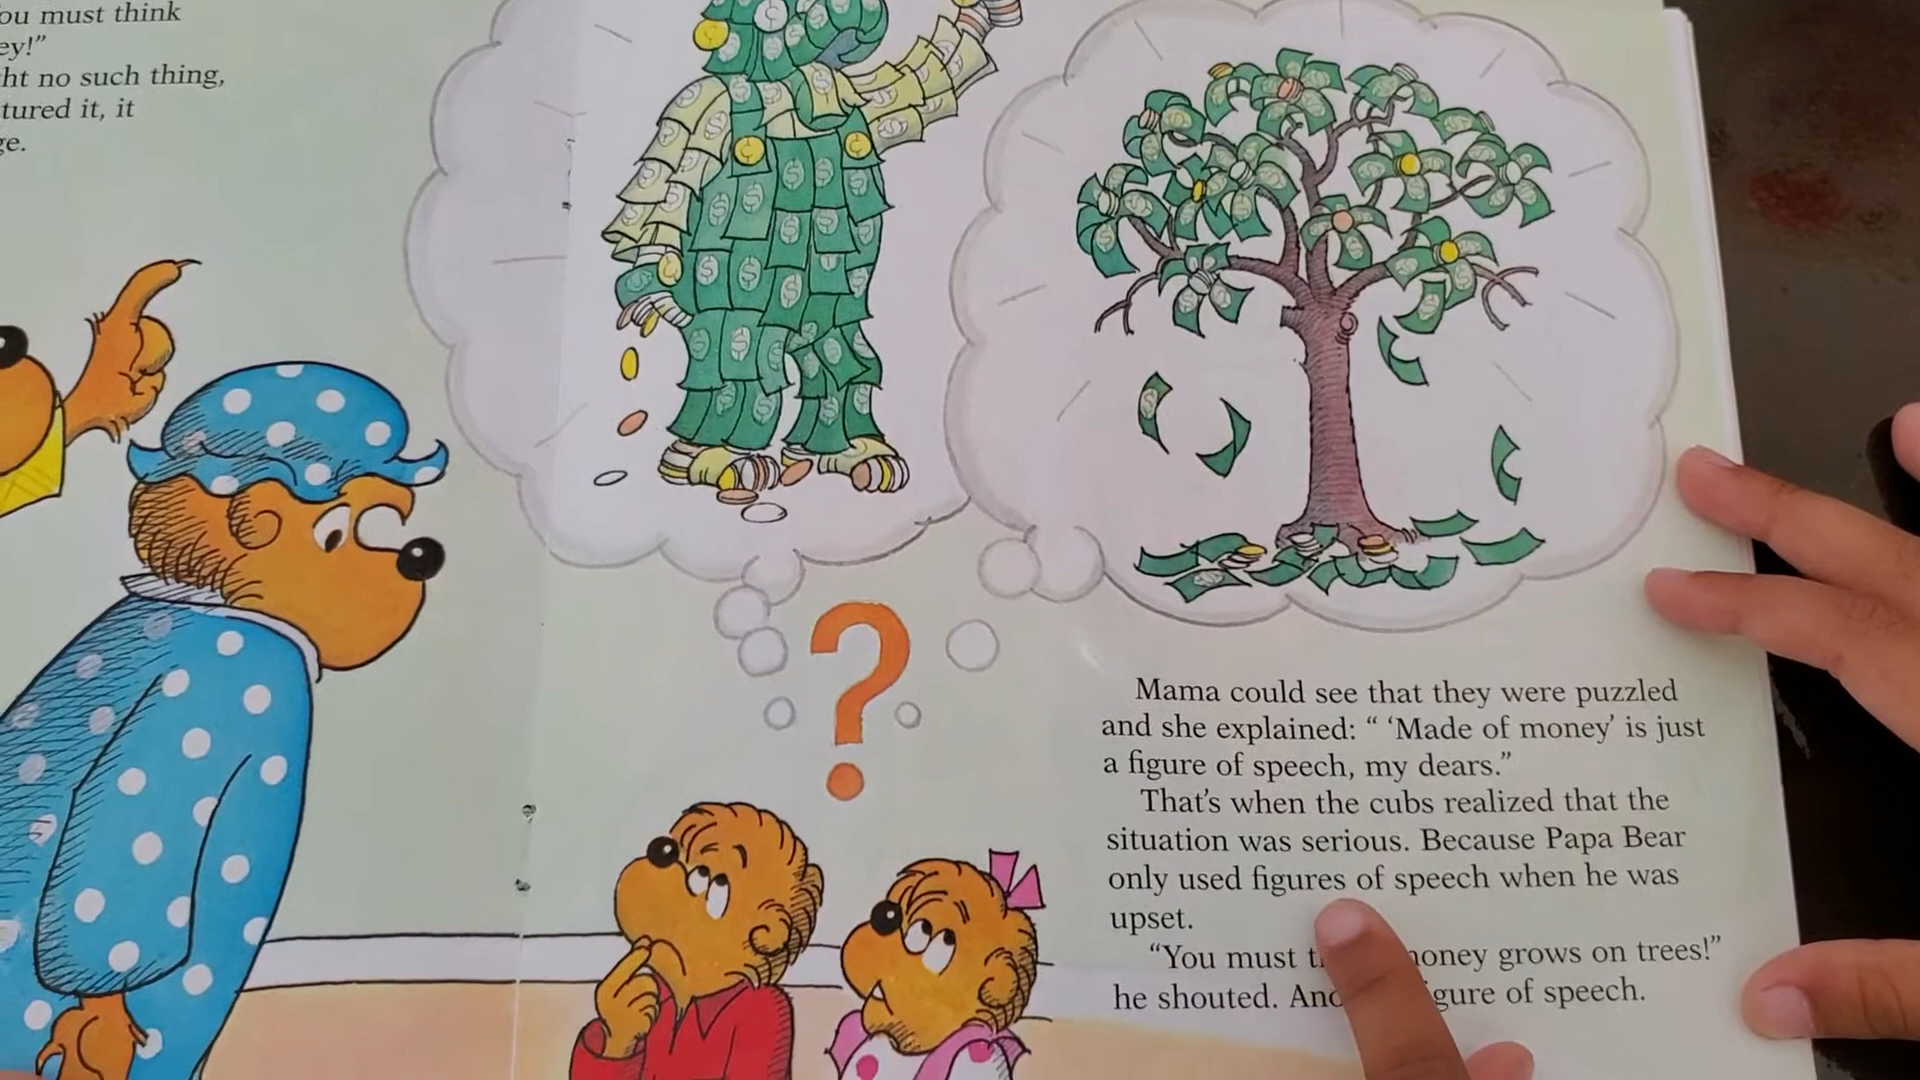 ou must think
ey!”
ht no such thing,
tured it, it
ge.
?
Mama could see that they were puzzled
and she explained: “ ‘Made of money’ is just
a figure of speech, my dears.”
That’s when the cubs realized that the
situation was serious. Because Papa Bear
only used figures of speech when he was
upset.
“You must money grows on trees!”
he shouted. figure of speech.